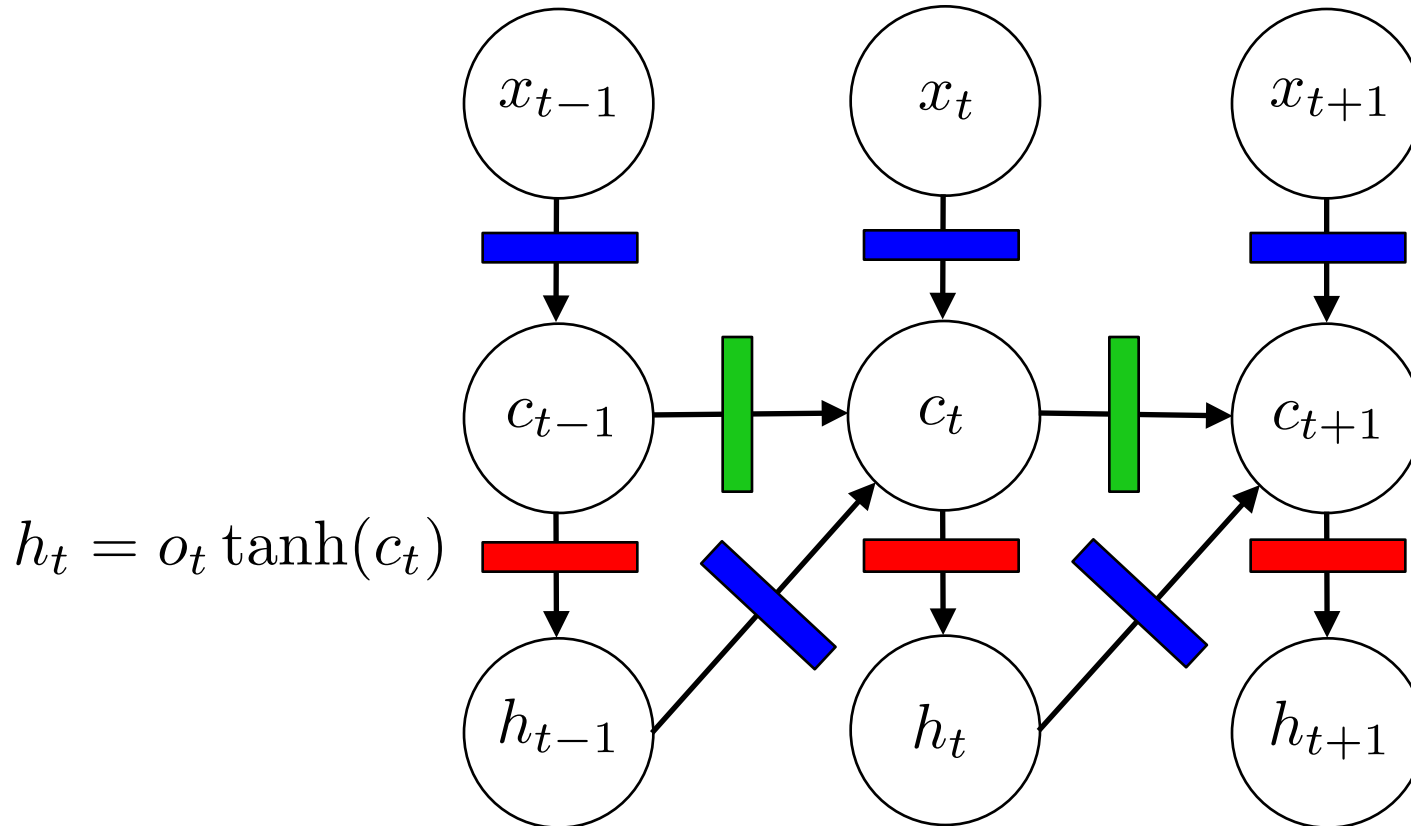 x_{t-1} x_t x_{t+1}
c_{t-1} c_t c_{t+1}
h_t = o_t tanh(c_t)
h_{t-1} h_t h_{t+1}